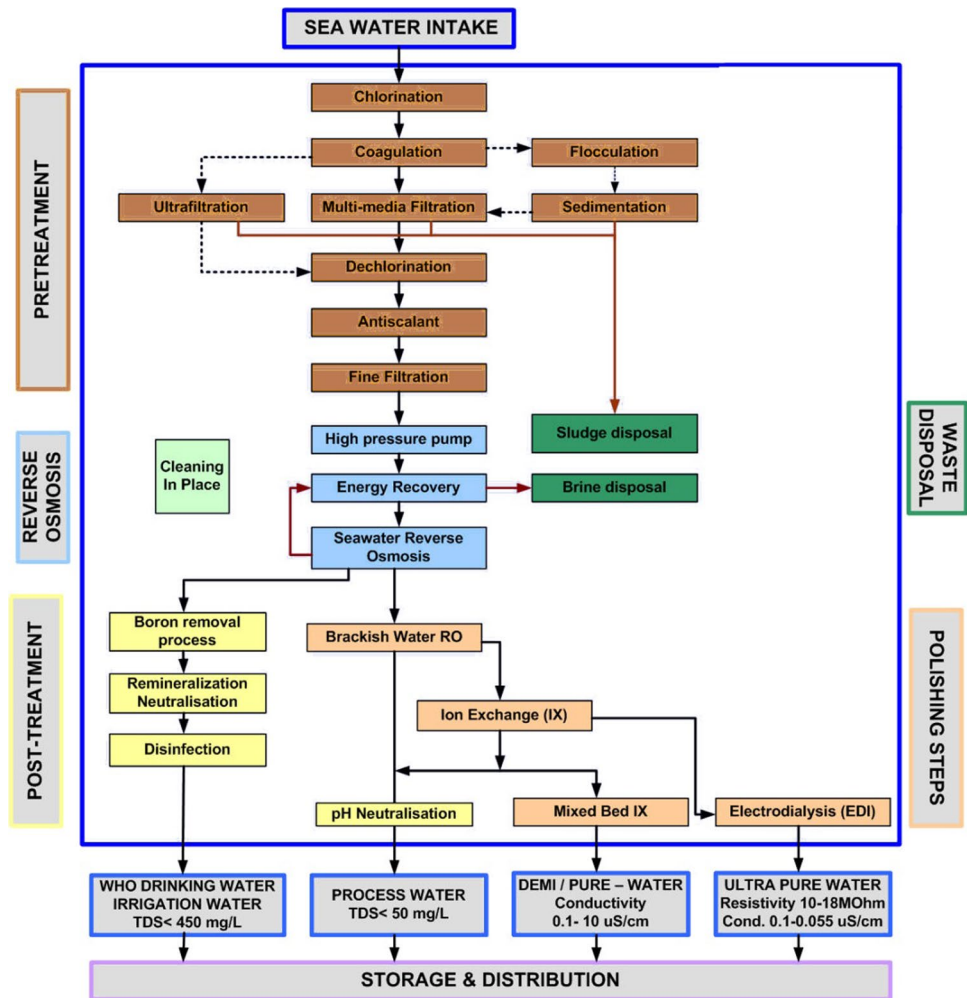 SEA WATER INTAKE
PRETREATMENT
Chlorination
Coagulation
Flocculation
Ultrafiltration
Multi-media Filtration
Sedimentation
Dechlorination
Antiscalant
Fine Filtration
REVERSE
OSMOSIS
WASTE
DISPOSAL
High pressure pump
Sludge disposal
Cleaning
In Place
Energy Recovery
Brine disposal
Seawater Reverse
Osmosis
POST-TREATMENT
POLISHING STEPS
Boron removal
process
Brackish Water RO
Remineralization
Neutralisation
Ion Exchange (IX)
Disinfection
pH Neutralisation
Mixed Bed IX
Electrodialysis (EDI)
WHO DRINKING WATER
IRRIGATION WATER
TDS< 450 mg/L
PROCESS WATER
TDS< 50 mg/L
DEMI / PURE – WATER
Conductivity
0.1- 10 uS/cm
ULTRA PURE WATER
Resistivity 10-18MOhm
Cond. 0.1-0.055 uS/cm
STORAGE & DISTRIBUTION